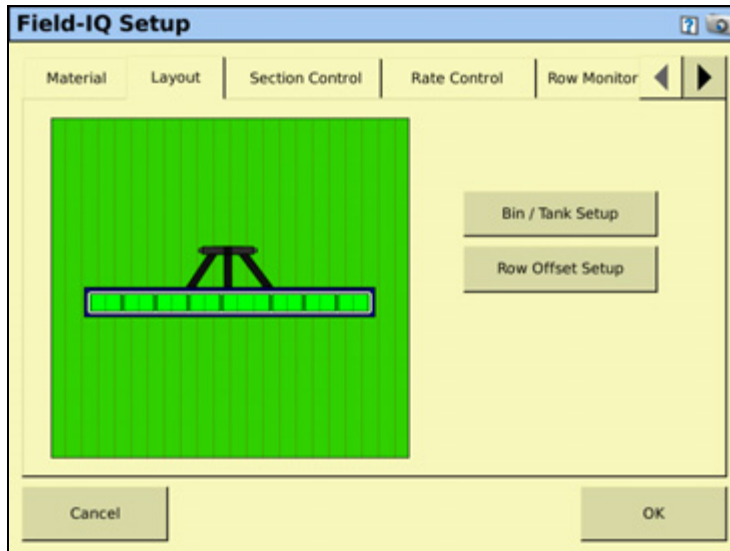 Field-IQ Setup
Material Layout Section Control Rate Control Row Monitor
Bin / Tank Setup
Row Offset Setup
Cancel OK